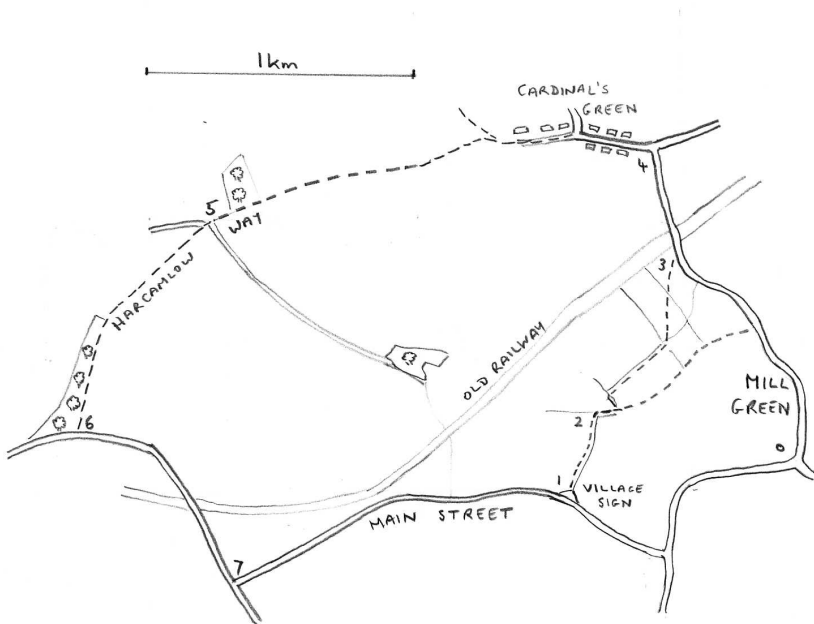 1km
CARDINAL'S
GREEN
4
5
WAY
HARCAMLOW
3
OLD RAILWAY
MILL
GREEN
2
6
1
VILLAGE
SIGN
MAIN STREET
7